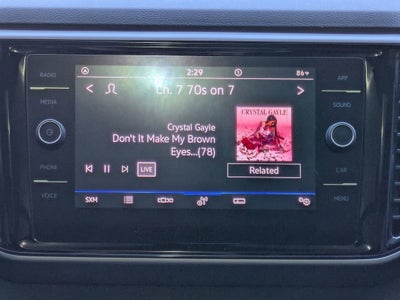 RADIO
MEDIA
PHONE
VOICE
2:29
86°F
Ch. 7 70s on 7
Crystal Gayle
Don't It Make My Brown
Eyes...(78)
LIVE
CRYSTAL GAYLE
Related
SXM
APP
SOUND
CAR
MENU